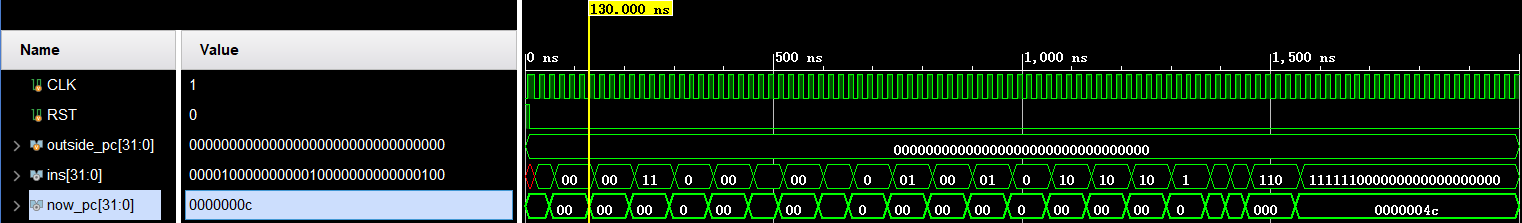 130.000 ns
Name Value
0 ns 500 ns 1,000 ns 1,500 ns
CLK 1
RST 0
outside_pc[31:0] 00000000000000000000000000000000 00000000000000000000000000000000
ins[31:0] 00001000000000010000000000000100 00 00 11 0 00 00 0 01 00 01 0 10 10 10 1 110 11111100000000000000000000
now_pc[31:0] 0000000c 00 00 00 0 00 00 00 00 00 0 00 00 00 0 000 0000004c